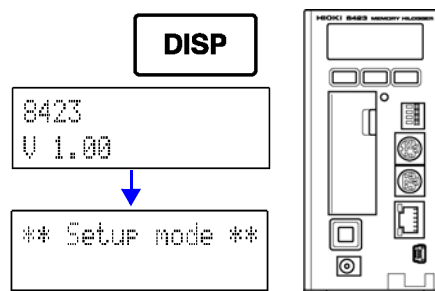 DISP
HIOKI 8423 MEMORY HiLOGGER
8423
V 1.00
** Setup mode **